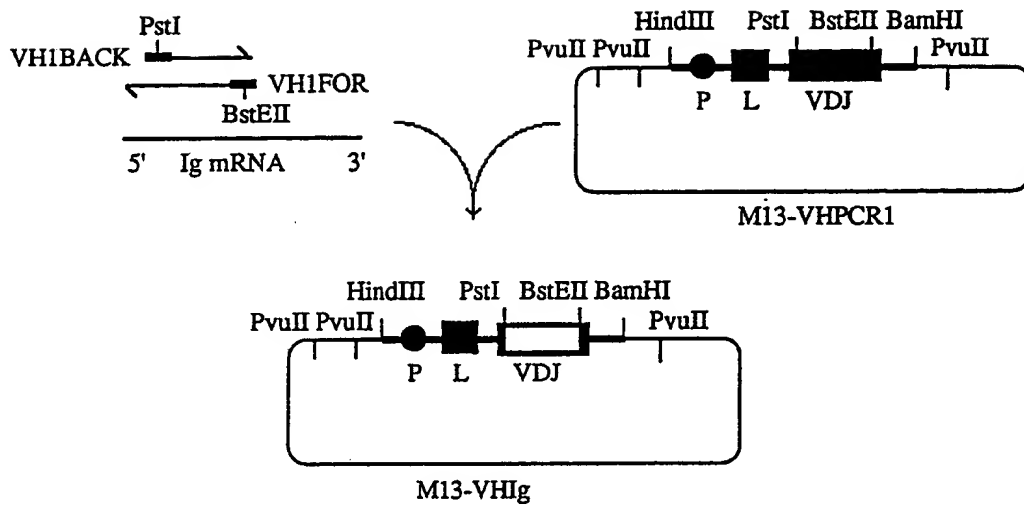 PstI
VH1BACK
VH1FOR
BstEII
5' Ig mRNA 3'
HindIII PstI BstEII BamHI
PvuII PvuII PvuII
P L VDJ
M13-VHPCR1
HindIII PstI BstEII BamHI
PvuII PvuII PvuII
P L VDJ
M13-VHIg